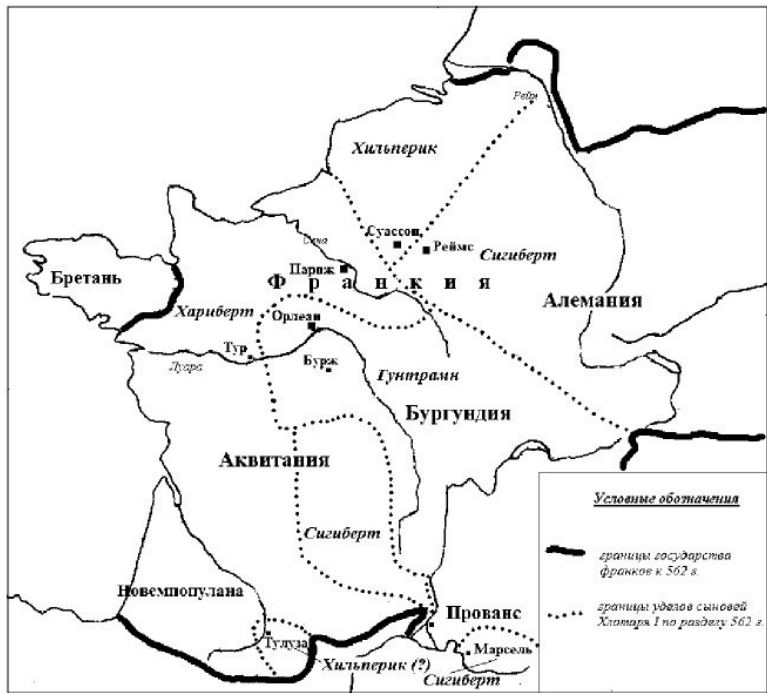 Рейн
Хильперик
Суассон
Сена
Реймс
Сигиберт
Париж
Бретань
Франкия
Алемания
Хариберт
Орлеан
Тур
Луара
Бурж
Гунтрамн
Бургундия
Аквитания
Сигиберт
Новемпопулана
Прованс
Тулуза
Марсель
Хильперик (?)
Сигиберт
Условные обозначения
границы государства
франков к 562 г.
границы уделов сыновей
Хлотаря I по разделу 562 г.